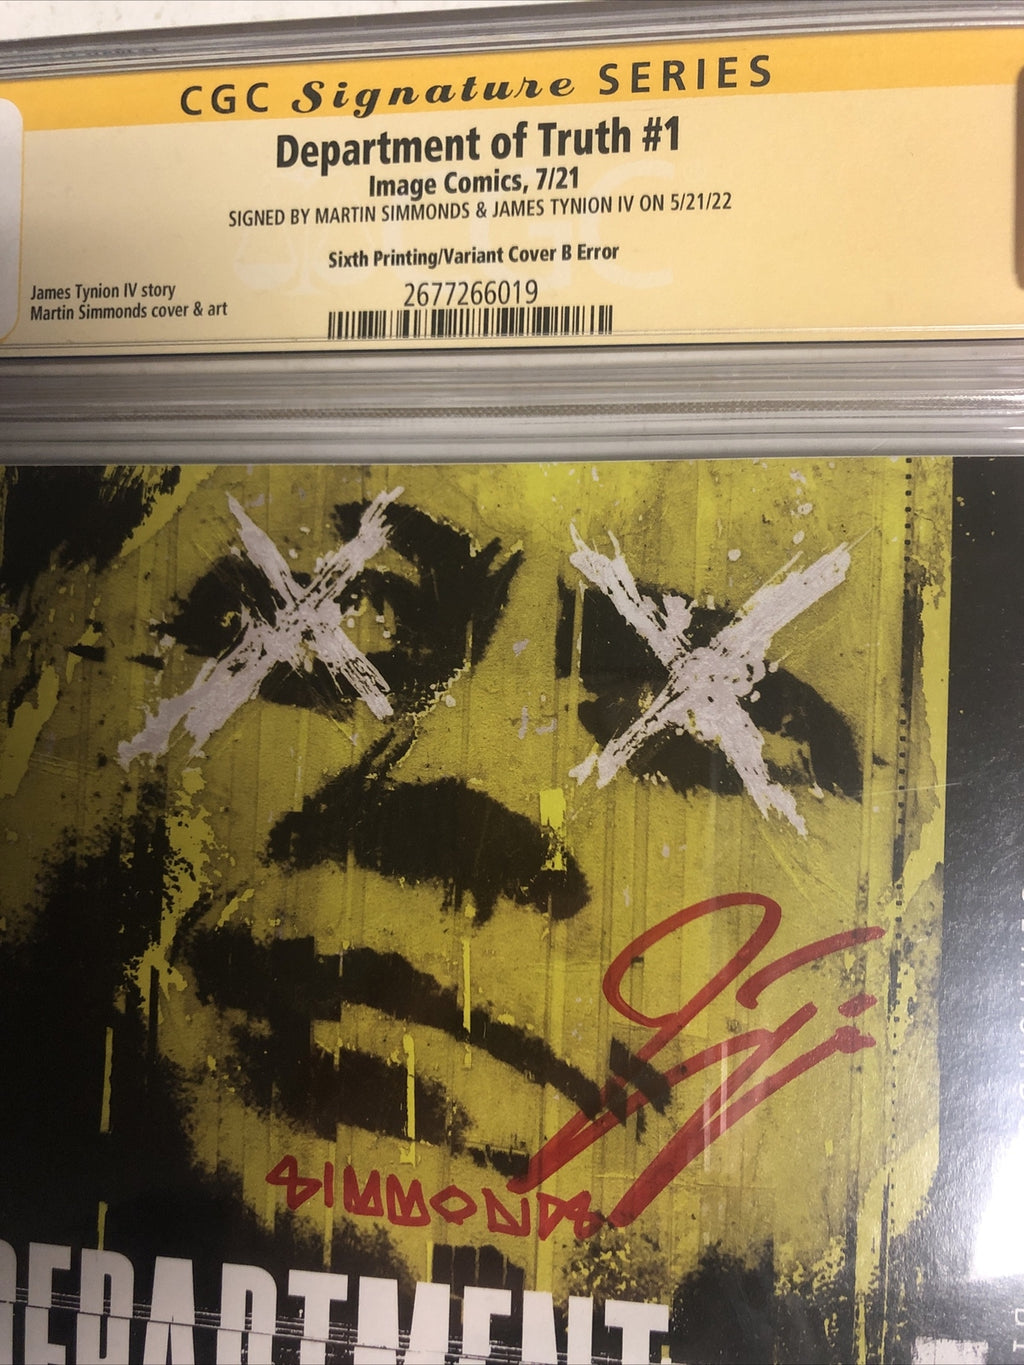 CGC Signature SERIES
Department of Truth #1
Image Comics, 7/21
SIGNED BY MARTIN SIMMONDS & JAMES TYNION IV ON 5/21/22
Sixth Printing/Variant Cover B Error
James Tynion IV story
Martin Simmonds cover & art
2677266019
SIMMONDS
DEPARTMENT